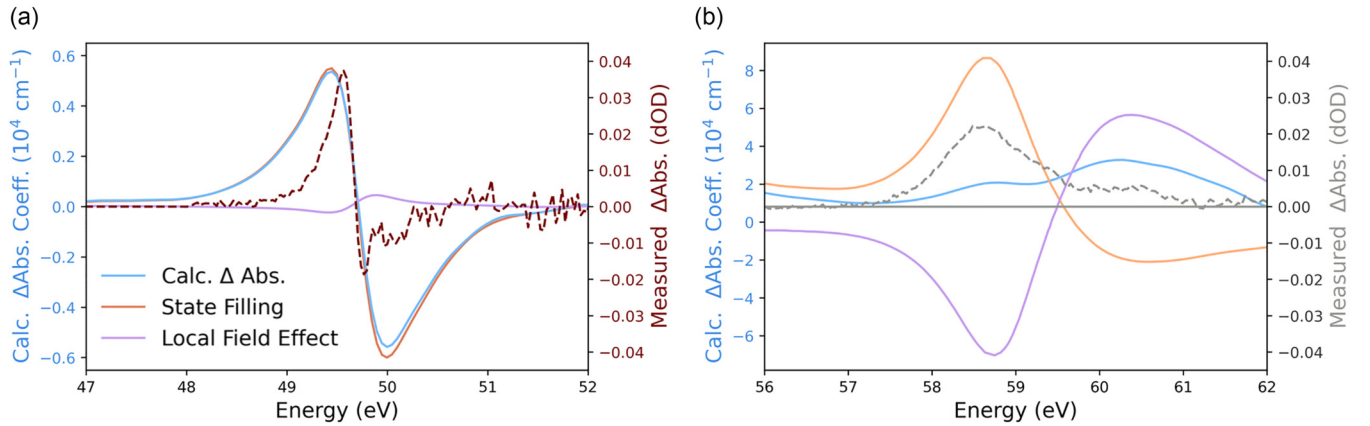 (a)
Calc. ΔAbs. Coeff. (10⁴ cm⁻¹)
0.6
0.4
0.2
0.0
−0.2
−0.4
−0.6
Calc. Δ Abs.
State Filling
Local Field Effect
47 48 49 50 51 52
Energy (eV)
0.04
0.03
0.02
0.01
0.00
−0.01
−0.02
−0.03
−0.04
Measured ΔAbs. (dOD)
(b)
Calc. ΔAbs. Coeff. (10⁴ cm⁻¹)
8
6
4
2
0
−2
−4
−6
56 57 58 59 60 61 62
Energy (eV)
0.04
0.03
0.02
0.01
0.00
−0.01
−0.02
−0.03
−0.04
Measured ΔAbs. (dOD)